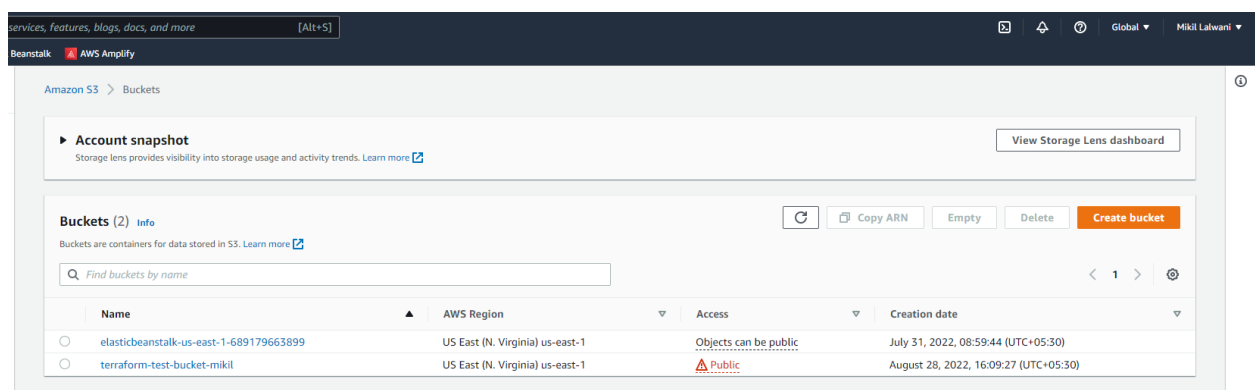 services, features, blogs, docs, and more [Alt+S] Global ▼ Mikil Lalwani ▼
Beanstalk AWS Amplify
Amazon S3 > Buckets
Account snapshot View Storage Lens dashboard
Storage lens provides visibility into storage usage and activity trends. Learn more
Buckets (2) Info Copy ARN Empty Delete Create bucket
Buckets are containers for data stored in S3. Learn more
Find buckets by name < 1 >
Name AWS Region Access Creation date
elasticbeanstalk-us-east-1-689179663899 US East (N. Virginia) us-east-1 Objects can be public July 31, 2022, 08:59:44 (UTC+05:30)
terraform-test-bucket-mikil US East (N. Virginia) us-east-1 Public August 28, 2022, 16:09:27 (UTC+05:30)